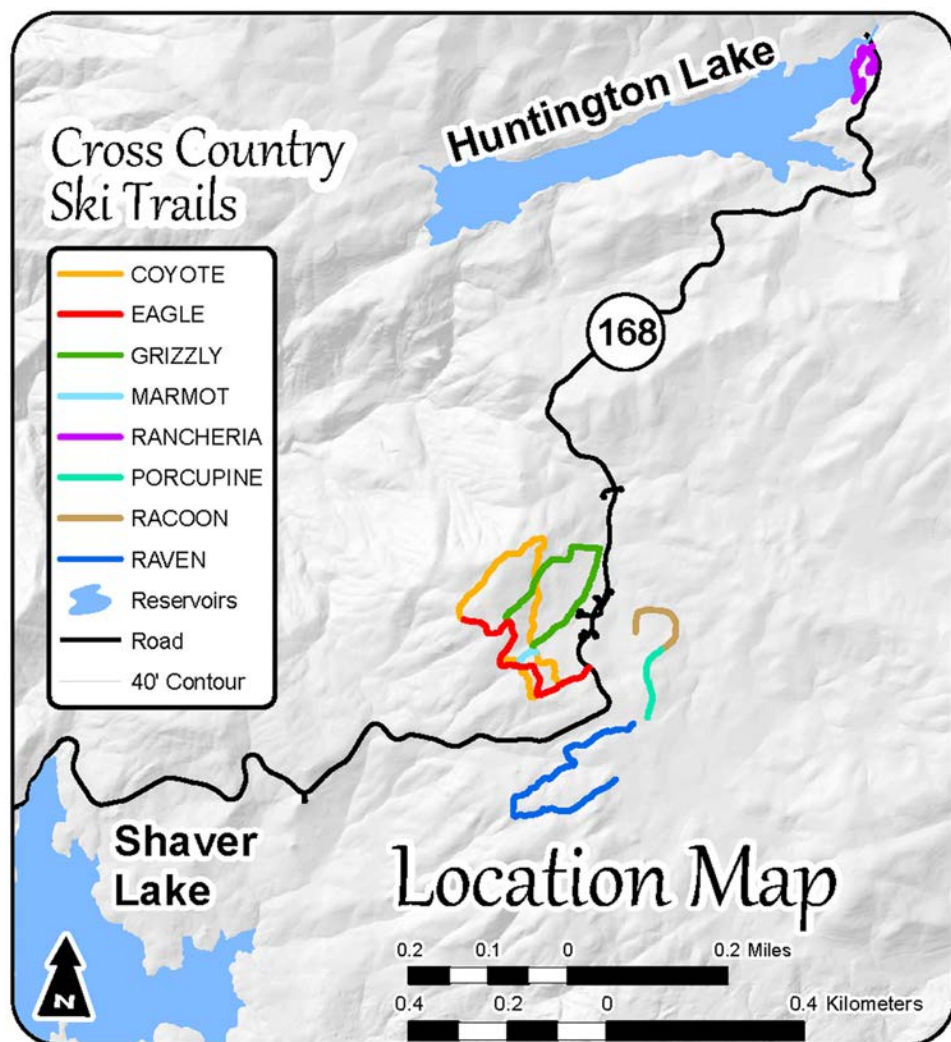 Huntington Lake
Cross Country
Ski Trails
COYOTE
EAGLE
GRIZZLY
MARMOT
RANCHERIA
PORCUPINE
RACOON
RAVEN
Reservoirs
Road
40' Contour
168
Shaver
Lake
Location Map
0.2 0.1 0 0.2 Miles
0.4 0.2 0 0.4 Kilometers
N